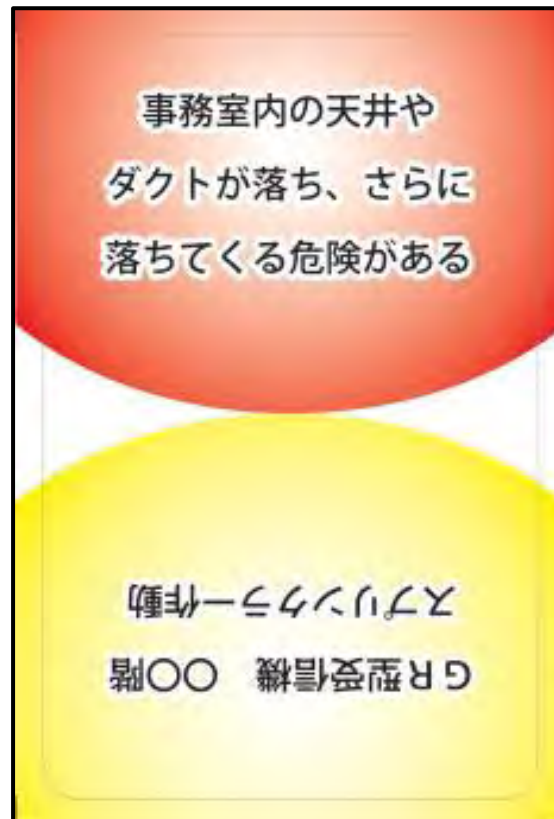 事務室内の天井や
ダクトが落ち、さらに
落ちてくる危険がある
GR型受信機 〇〇階
スプリンクラー作動